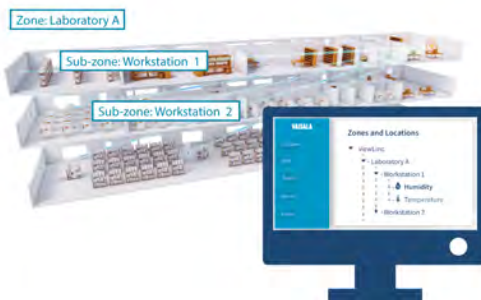 Zone: Laboratory A
Sub-zone: Workstation 1
Sub-zone: Workstation 2
VAISALA
Zones and Locations
viewLinc
Laboratory A
Workstation 1
Humidity
Temperature
Workstation ?